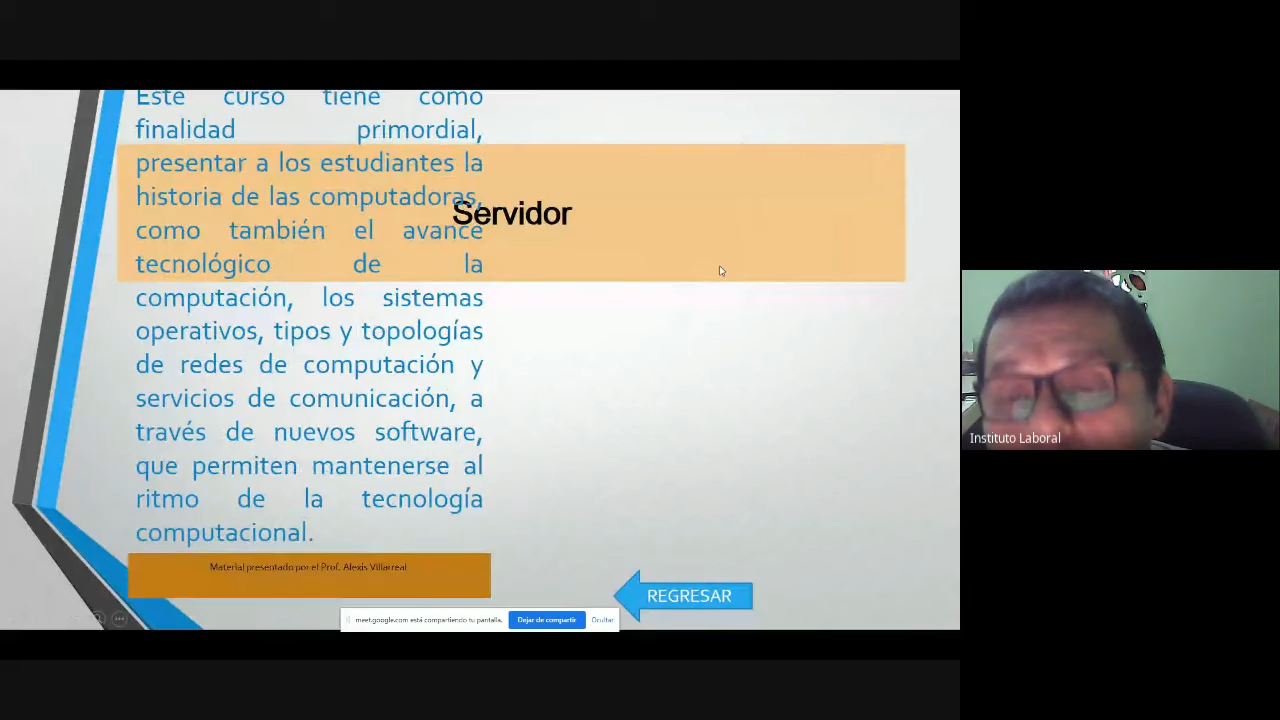 Este curso tiene como
finalidad primordial,
presentar a los estudiantes la
historia de las computadoras,
Servidor
como también el avance
tecnológico de la
computación, los sistemas
operativos, tipos y topologías
de redes de computación y
servicios de comunicación, a
través de nuevos software,
que permiten mantenerse al
ritmo de la tecnología
computacional.
Material presentado por el Prof. Alexis Villarreal
REGRESAR
meet.google.com está compartiendo tu pantalla.
Dejar de compartir
Ocultar
Instituto Laboral